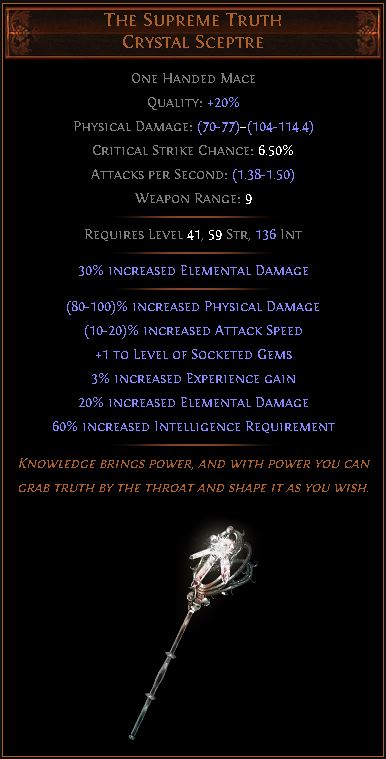 The Supreme Truth
Crystal Sceptre
One Handed Mace
Quality: +20%
Physical Damage: (70-77)–(104-114.4)
Critical Strike Chance: 6.50%
Attacks per Second: (1.38-1.50)
Weapon Range: 9
Requires Level 41, 59 Str, 136 Int
30% increased Elemental Damage
(80-100)% increased Physical Damage
(10-20)% increased Attack Speed
+1 to Level of Socketed Gems
3% increased Experience gain
20% increased Elemental Damage
60% increased Intelligence Requirement
Knowledge brings power, and with power you can
grab truth by the throat and shape it as you wish.